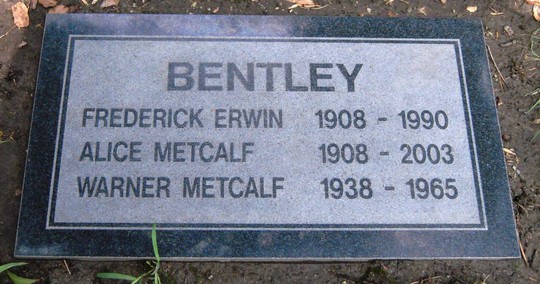 BENTLEY
FREDERICK ERWIN 1908 - 1990
ALICE METCALF 1908 - 2003
WARNER METCALF 1938 - 1965